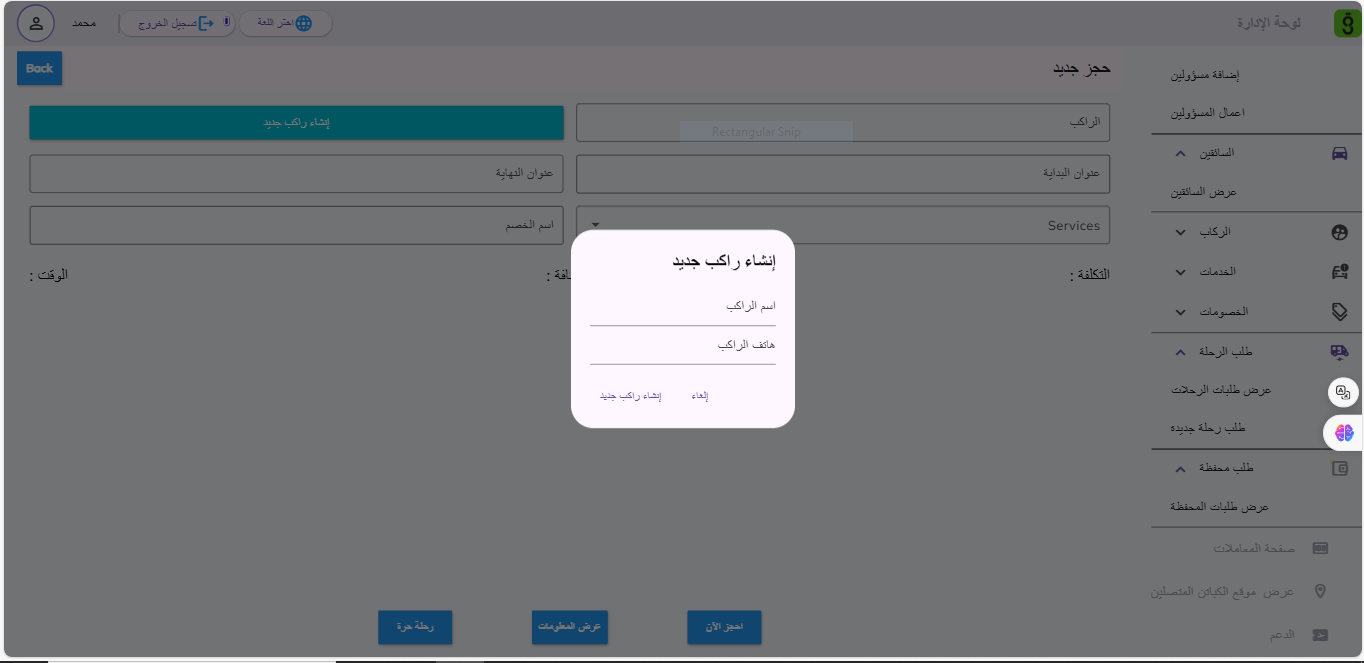 لوحة الإدارة
اختر اللغة
تسجيل الخروج
محمد
إضافة مسؤولين
اعمال المسؤولين
السائقين
عرض السائقين
الركاب
الخدمات
الخصومات
طلب الرحلة
عرض طلبات الرحلات
طلب رحلة جديدة
طلب محفظة
عرض طلبات المحفظة
صفحة المعاملات
عرض موقع الكباتن المتصلين
الدعم
حجز جديد
Back
الراكب
Rectangular Snip
إنشاء راكب جديد
عنوان البداية
عنوان النهاية
Services
اسم الخصم
التكلفة :
افة :
الوقت :
إنشاء راكب جديد
اسم الراكب
هاتف الراكب
إلغاء
إنشاء راكب جديد
احجز الآن
عرض المعلومات
رحلة حرة